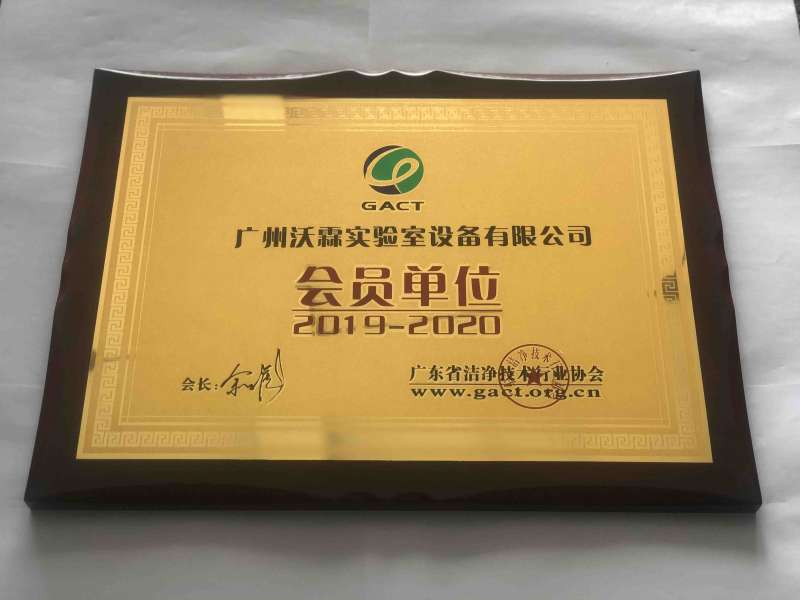 GACT
广州沃霖实验室设备有限公司
会员单位
2019-2020
会长:
广东省洁净技术行业协会
www.gact.org.cn